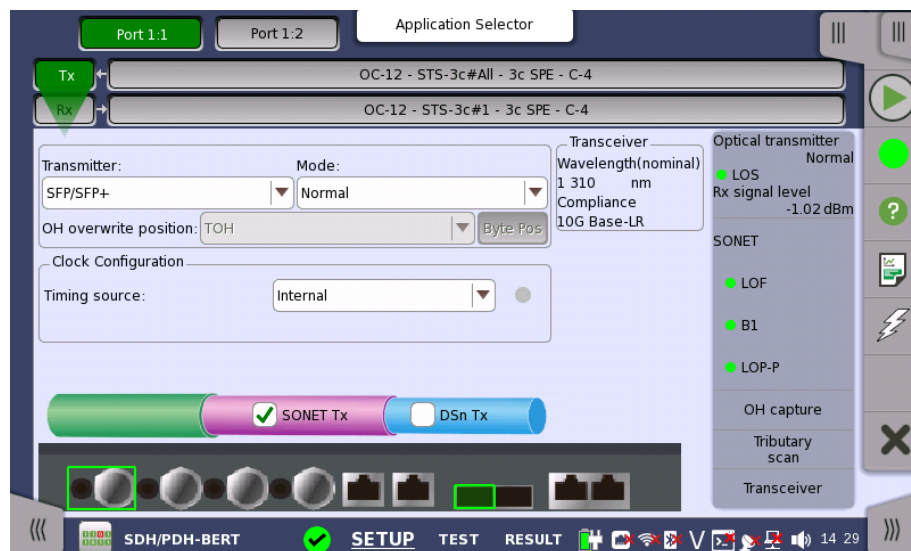 Application Selector
Port 1:1
Port 1:2
Tx
OC-12 - STS-3c#All - 3c SPE - C-4
Rx
OC-12 - STS-3c#1 - 3c SPE - C-4
Transmitter:
Mode:
SFP/SFP+
Normal
OH overwrite position:
TOH
Byte Pos
Clock Configuration
Timing source:
Internal
Transceiver
Wavelength(nominal)
1 310 nm
Compliance
10G Base-LR
Optical transmitter
Normal
LOS
Rx signal level
-1.02 dBm
SONET
LOF
B1
LOP-P
OH capture
Tributary
scan
Transceiver
SONET Tx
DSn Tx
SDH/PDH-BERT
SETUP
TEST
RESULT
14 29